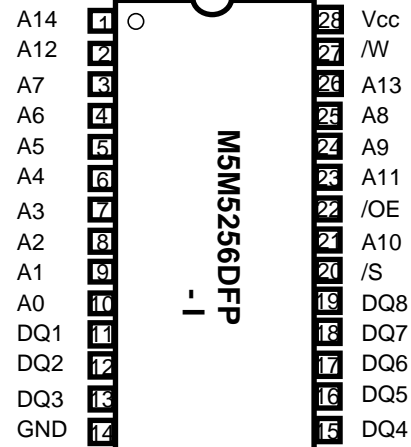 A14 1 28 Vcc
A12 2 27 /W
A7 3 26 A13
A6 4 25 A8
A5 5 24 A9
A4 6 23 A11
A3 7 22 /OE
A2 8 21 A10
A1 9 20 /S
A0 10 19 DQ8
DQ1 11 18 DQ7
DQ2 12 17 DQ6
DQ3 13 16 DQ5
GND 14 15 DQ4
M5M5256DFP
- I